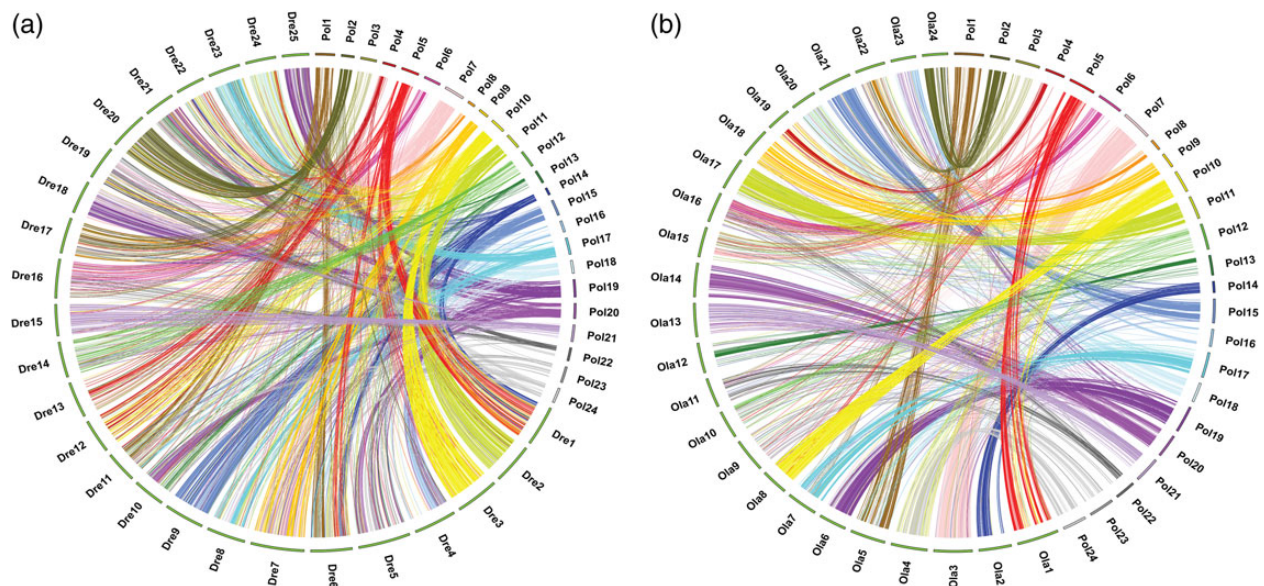 (a)
Pol1
Pol2
Pol3
Pol4
Pol5
Pol6
Pol7
Pol8
Pol9
Pol10
Pol11
Pol12
Pol13
Pol14
Pol15
Pol16
Pol17
Pol18
Pol19
Pol20
Pol21
Pol22
Pol23
Pol24
Dre1
Dre2
Dre3
Dre4
Dre5
Dre6
Dre7
Dre8
Dre9
Dre10
Dre11
Dre12
Dre13
Dre14
Dre15
Dre16
Dre17
Dre18
Dre19
Dre20
Dre21
Dre22
Dre23
Dre24
Dre25
(b)
Pol1
Pol2
Pol3
Pol4
Pol5
Pol6
Pol7
Pol8
Pol9
Pol10
Pol11
Pol12
Pol13
Pol14
Pol15
Pol16
Pol17
Pol18
Pol19
Pol20
Pol21
Pol22
Pol23
Pol24
Ola1
Ola2
Ola3
Ola4
Ola5
Ola6
Ola7
Ola8
Ola9
Ola10
Ola11
Ola12
Ola13
Ola14
Ola15
Ola16
Ola17
Ola18
Ola19
Ola20
Ola21
Ola22
Ola23
Ola24